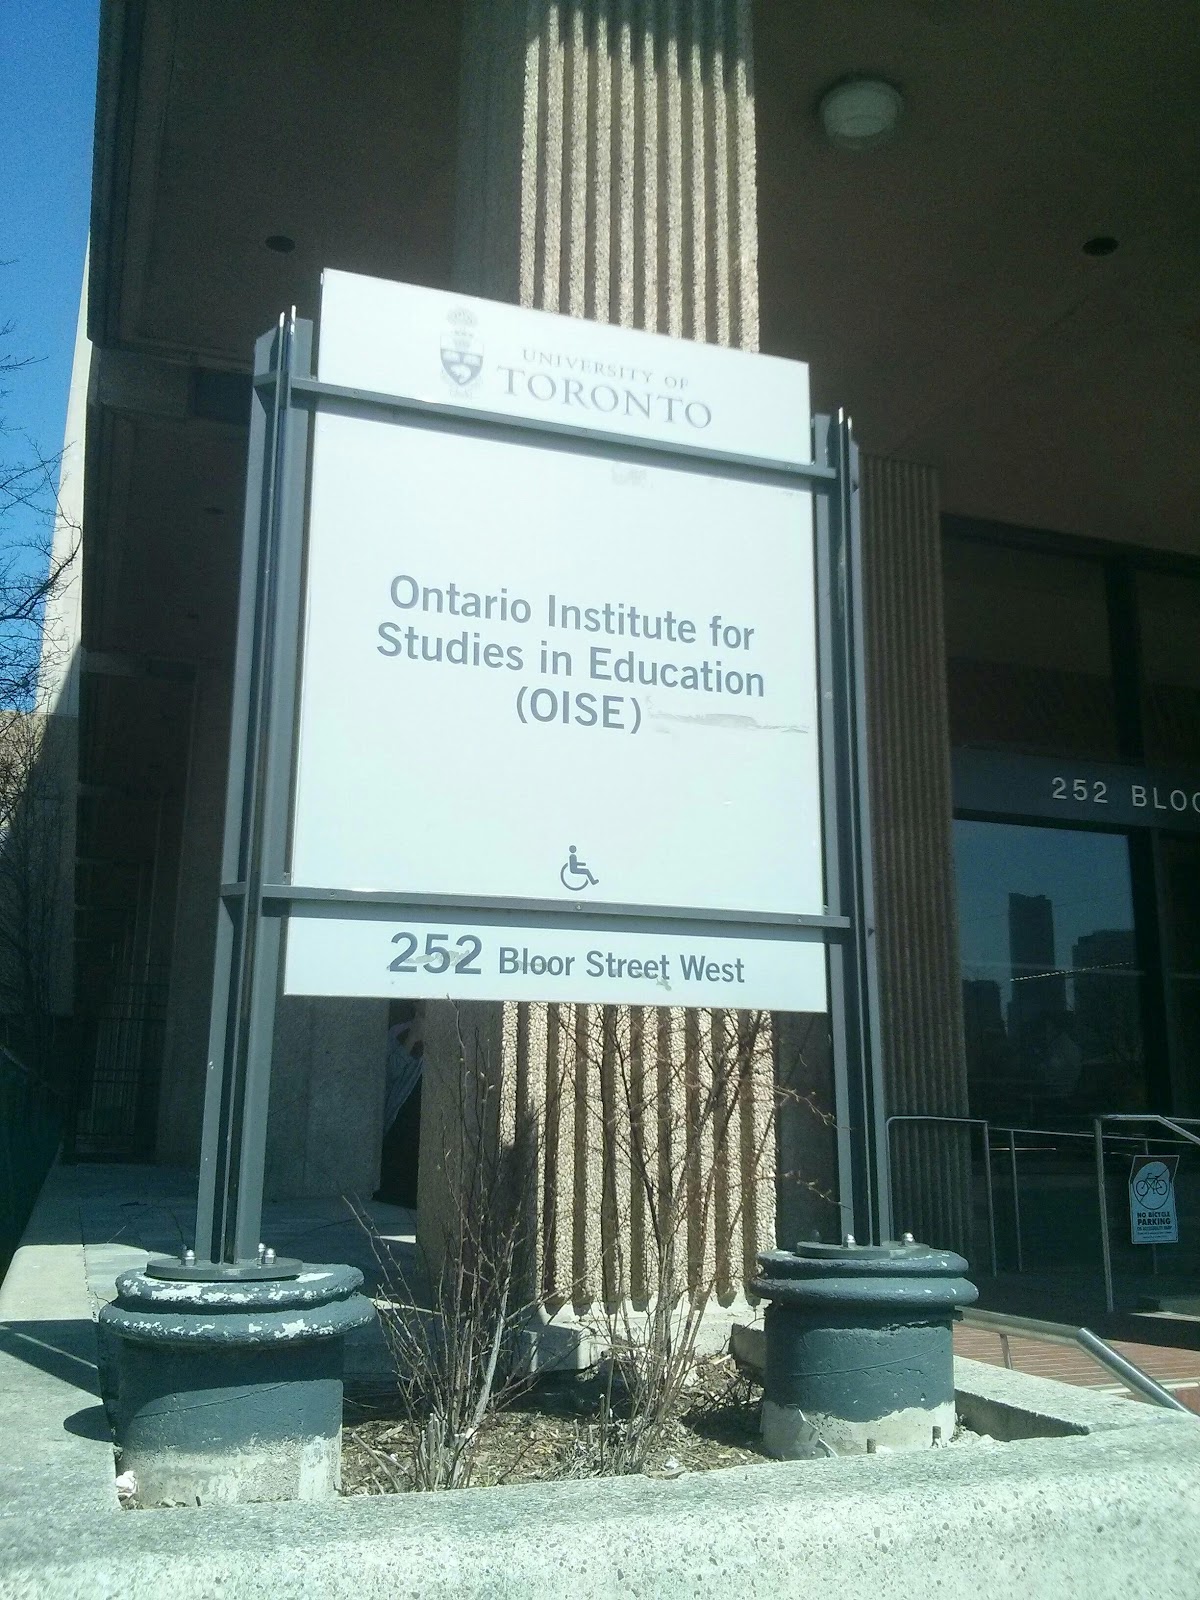 UNIVERSITY OF
TORONTO
Ontario Institute for
Studies in Education
(OISE)
252 Bloor Street West
252 BLOO
NO BICYCLE
PARKING